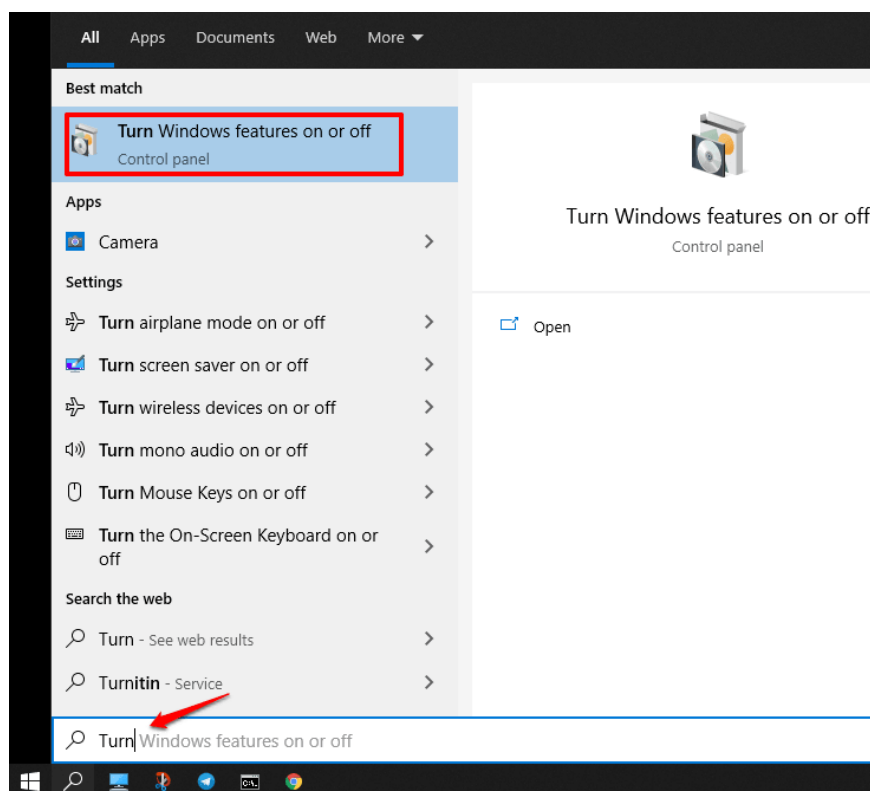 All Apps Documents Web More
Best match
Turn Windows features on or off
Control panel
Apps
Camera
Settings
Turn airplane mode on or off
Turn screen saver on or off
Turn wireless devices on or off
Turn mono audio on or off
Turn Mouse Keys on or off
Turn the On-Screen Keyboard on or
off
Search the web
Turn - See web results
Turnitin - Service
Turn Windows features on or off
Turn Windows features on or off
Control panel
Open
C:\.